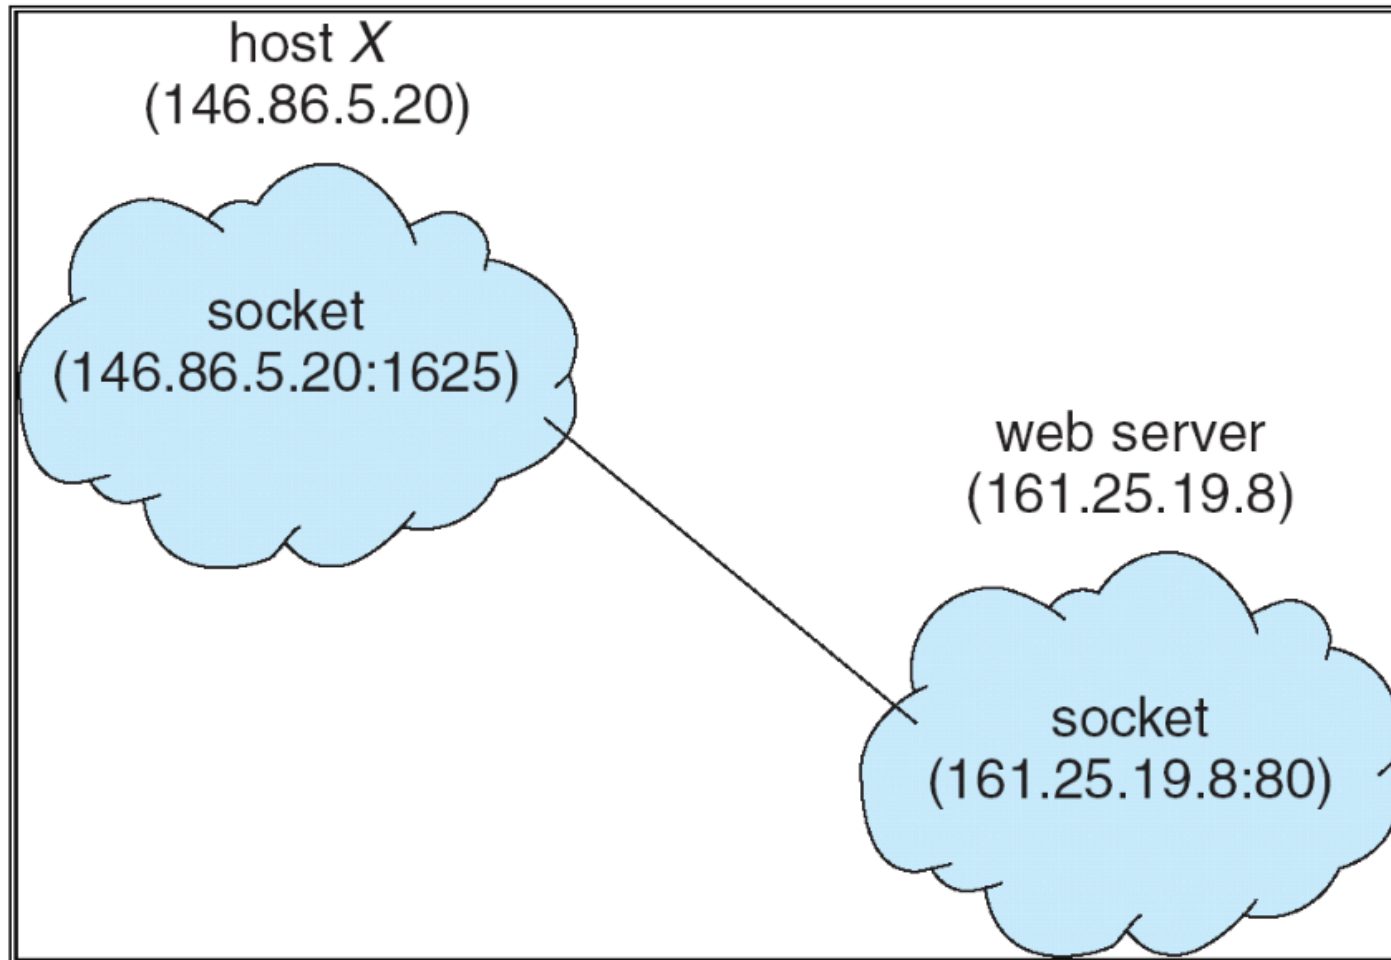 host X
(146.86.5.20)
socket
(146.86.5.20:1625)
web server
(161.25.19.8)
socket
(161.25.19.8:80)